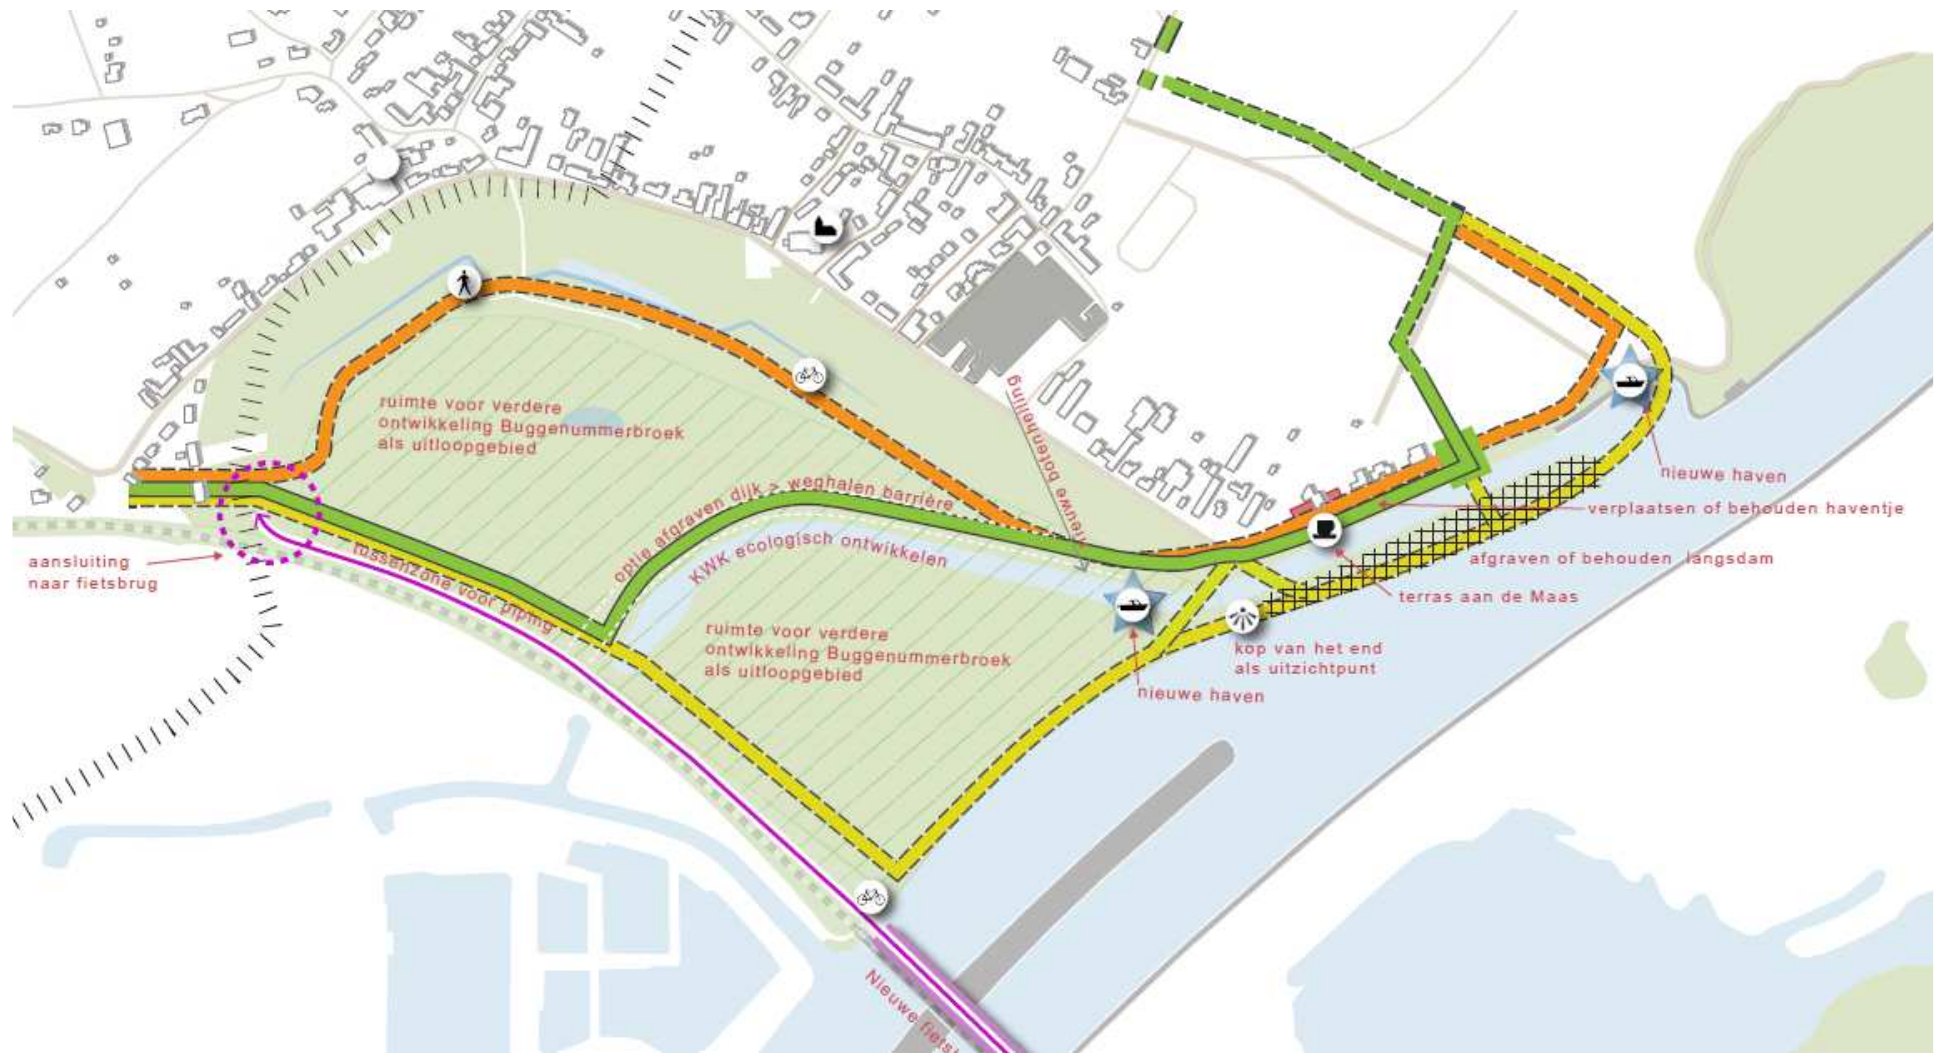 ruimte voor verdere
ontwikkeling Buggenummerbroek
als uitloopgebied
nieuwe botenhelling
optie afgraven dijk > weghalen barrière
KWK ecologisch ontwikkelen
tussenzone voor piping
aansluiting
naar fietsbrug
ruimte voor verdere
ontwikkeling Buggenummerbroek
als uitloopgebied
nieuwe haven
verplaatsen of behouden haventje
afgraven of behouden langsdam
terras aan de Maas
kop van het end
als uitzichtpunt
nieuwe haven
Nieuwe